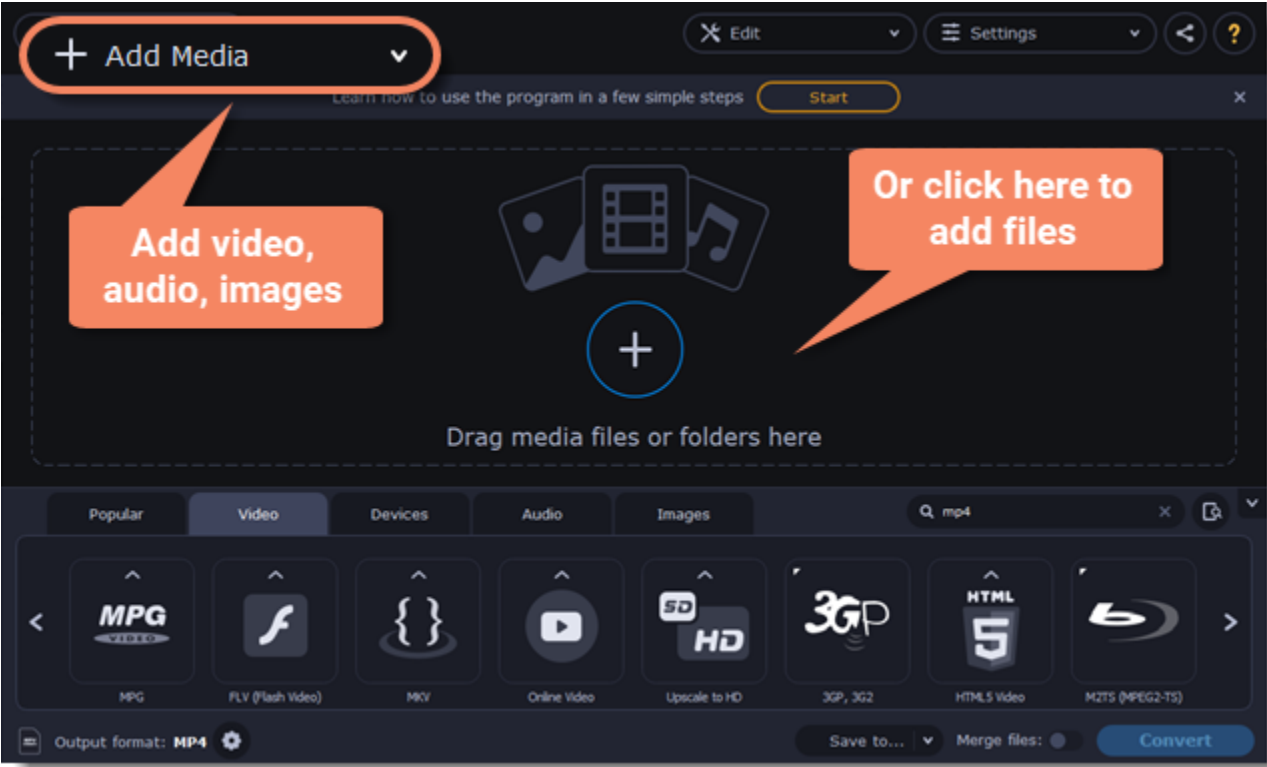 Add Media
Edit
Settings
?
Learn how to use the program in a few simple steps
Start
Add video,
audio, images
Or click here to
add files
Drag media files or folders here
Popular
Video
Devices
Audio
Images
mp4
MPG
VIDEO
SD
HD
3GP
HTML
5
MPG
FLV (Flash Video)
MKV
Online Video
Upscale to HD
3GP, 3G2
HTML5 Video
M2TS (MPEG2-TS)
Output format: MP4
Save to...
Merge files:
Convert